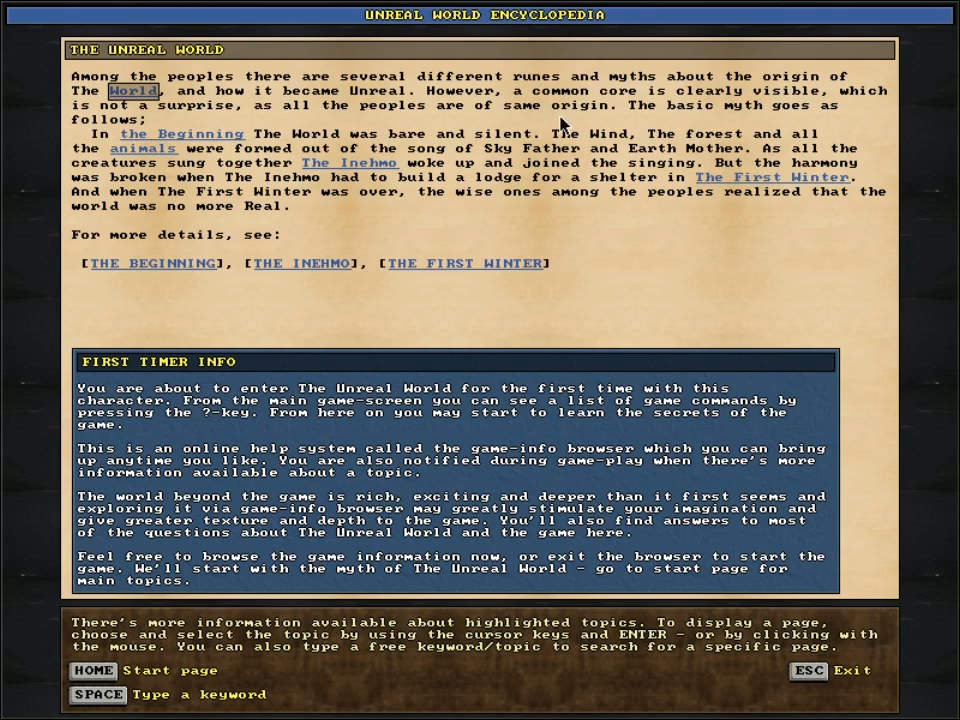 UNREAL WORLD ENCYCLOPEDIA
THE UNREAL WORLD
Among the peoples there are several different runes and myths about the origin of
The World, and how it became Unreal. However, a common core is clearly visible, which
is not a surprise, as all the peoples are of same origin. The basic myth goes as
follows;
In the Beginning The World was bare and silent. The Wind, The forest and all
the animals were formed out of the song of Sky Father and Earth Mother. As all the
creatures sung together The Inehmo woke up and joined the singing. But the harmony
was broken when The Inehmo had to build a lodge for a shelter in The First Winter.
And when The First Winter was over, the wise ones among the peoples realized that the
world was no more Real.
For more details, see:
[THE BEGINNING], [THE INEHMO], [THE FIRST WINTER]
FIRST TIMER INFO
You are about to enter The Unreal World for the first time with this
character. From the main game-screen you can see a list of game commands by
pressing the ?-key. From here on you may start to learn the secrets of the
game.
This is an online help system called the game-info browser which you can bring
up anytime you like. You are also notified during game-play when there's more
information available about a topic.
The world beyond the game is rich, exciting and deeper than it first seems and
exploring it via game-info browser may greatly stimulate your imagination and
give greater texture and depth to the game. You'll also find answers to most
of the questions about The Unreal World and the game here.
Feel free to browse the game information now, or exit the browser to start the
game. We'll start with the myth of The Unreal World - go to start page for
main topics.
There's more information available about highlighted topics. To display a page,
choose and select the topic by using the cursor keys and ENTER - or by clicking with
the mouse. You can also type a free keyword/topic to search for a specific page.
HOME Start page ESC Exit
SPACE Type a keyword